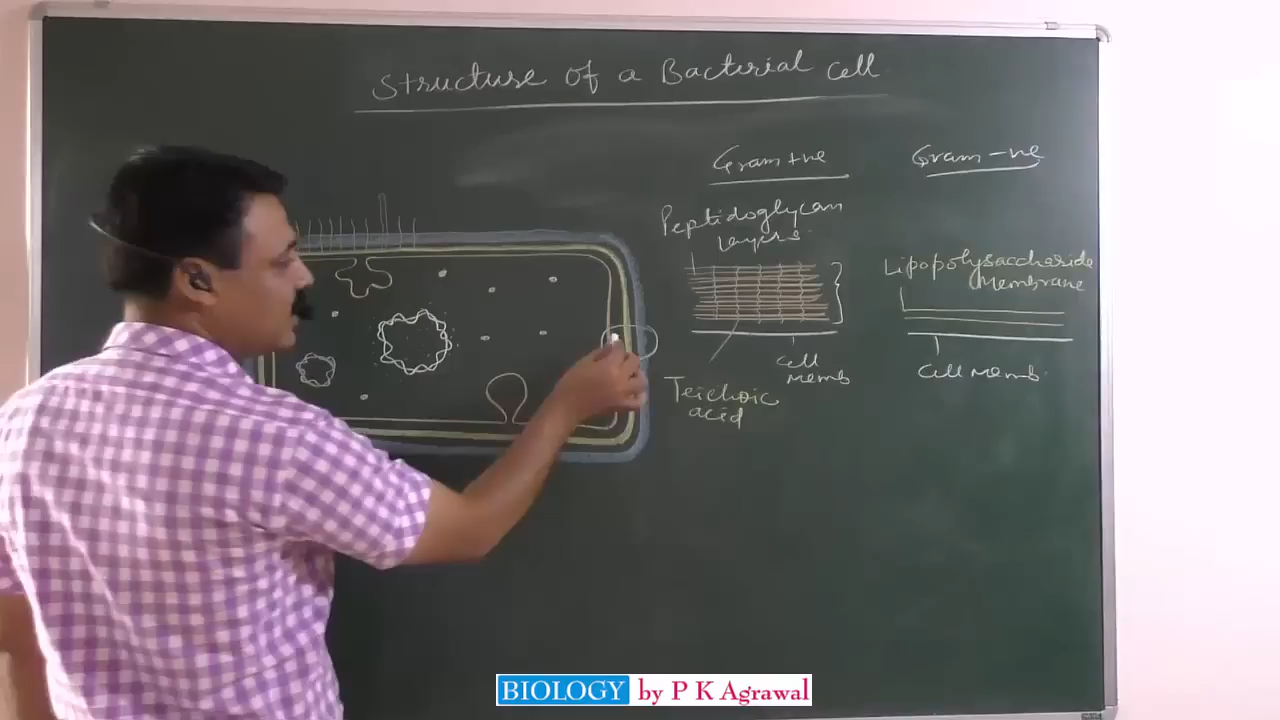 Structure of a Bacterial cell
Gram +ve
Peptidoglycan
layers
Cell
memb
Teichoic
acid
Gram -ve
Lipopolysaccharide
Membrane
Cell Memb.
BIOLOGY by P K Agrawal